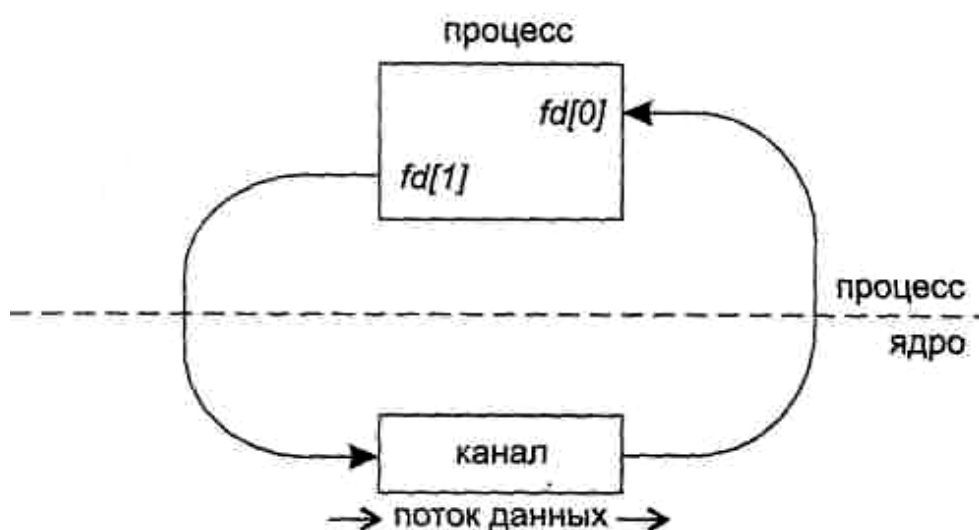 процесс
fd[0]
fd[1]
процесс
ядро
канал
поток данных